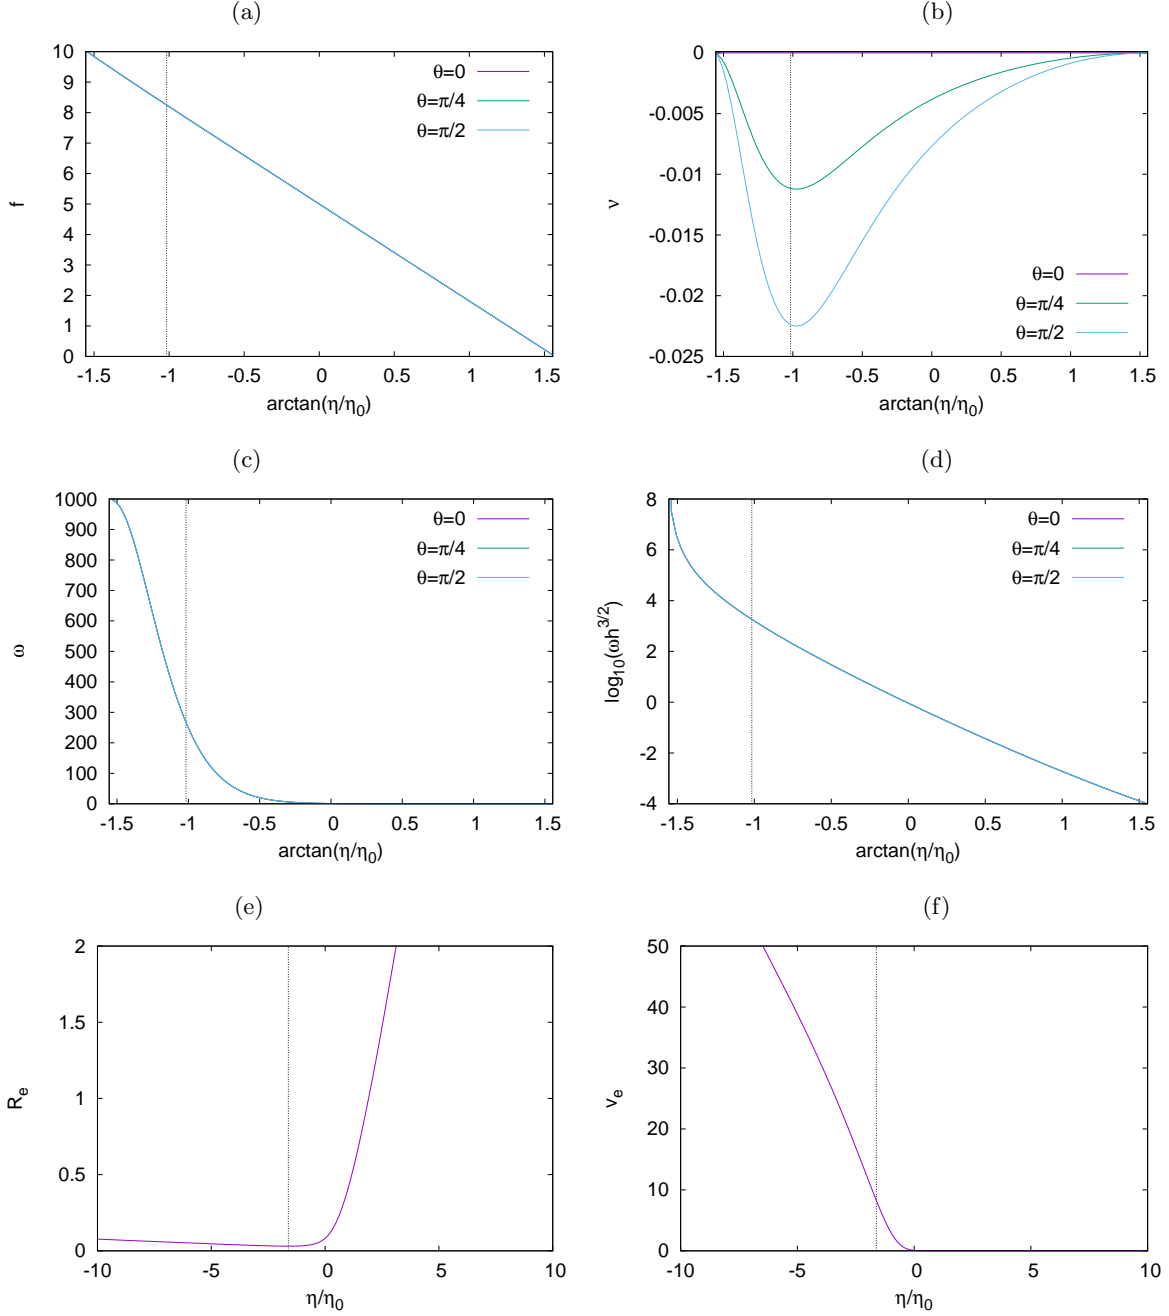 (a)
10
9
8
7
6
5
4
3
2
1
0
f
θ=0
θ=π/4
θ=π/2
-1.5 -1 -0.5 0 0.5 1 1.5
arctan(η/η₀)
(b)
0
-0.005
-0.01
-0.015
-0.02
-0.025
ν
θ=0
θ=π/4
θ=π/2
-1.5 -1 -0.5 0 0.5 1 1.5
arctan(η/η₀)
(c)
1000
900
800
700
600
500
400
300
200
100
0
ω
θ=0
θ=π/4
θ=π/2
-1.5 -1 -0.5 0 0.5 1 1.5
arctan(η/η₀)
(d)
8
6
4
2
0
-2
-4
log₁₀(ωh³ᐟ²)
θ=0
θ=π/4
θ=π/2
-1.5 -1 -0.5 0 0.5 1 1.5
arctan(η/η₀)
(e)
2
1.5
1
0.5
0
Rₑ
-10 -5 0 5 10
η/η₀
(f)
50
40
30
20
10
0
vₑ
-10 -5 0 5 10
η/η₀